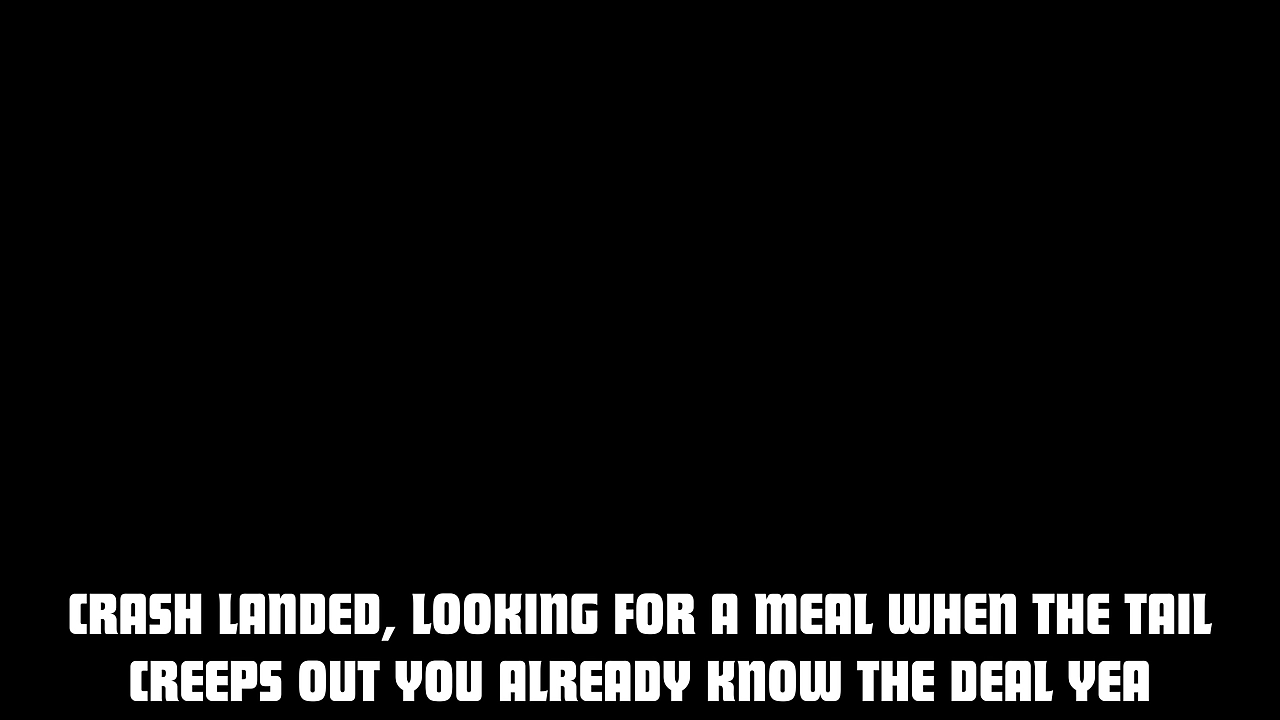 CRASH LANDED, LOOKING FOR A MEAL WHEN THE TAIL
CREEPS OUT YOU ALREADY KNOW THE DEAL YEA